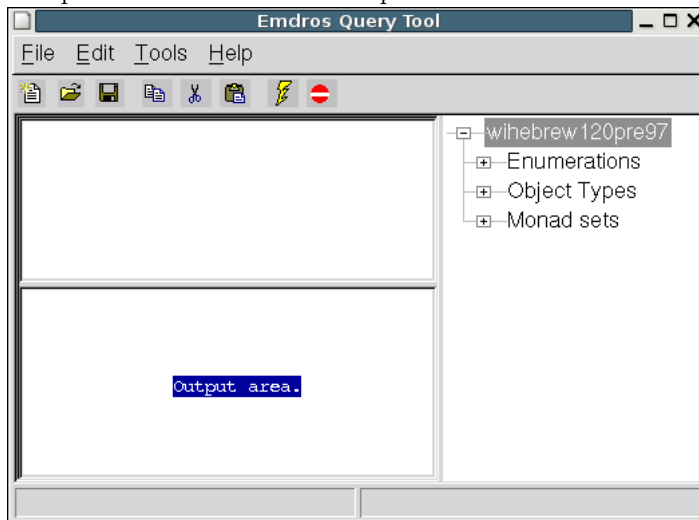 Emdros Query Tool
File Edit Tools Help
wihebrew120pre97
Enumerations
Object Types
Monad sets
Output area.